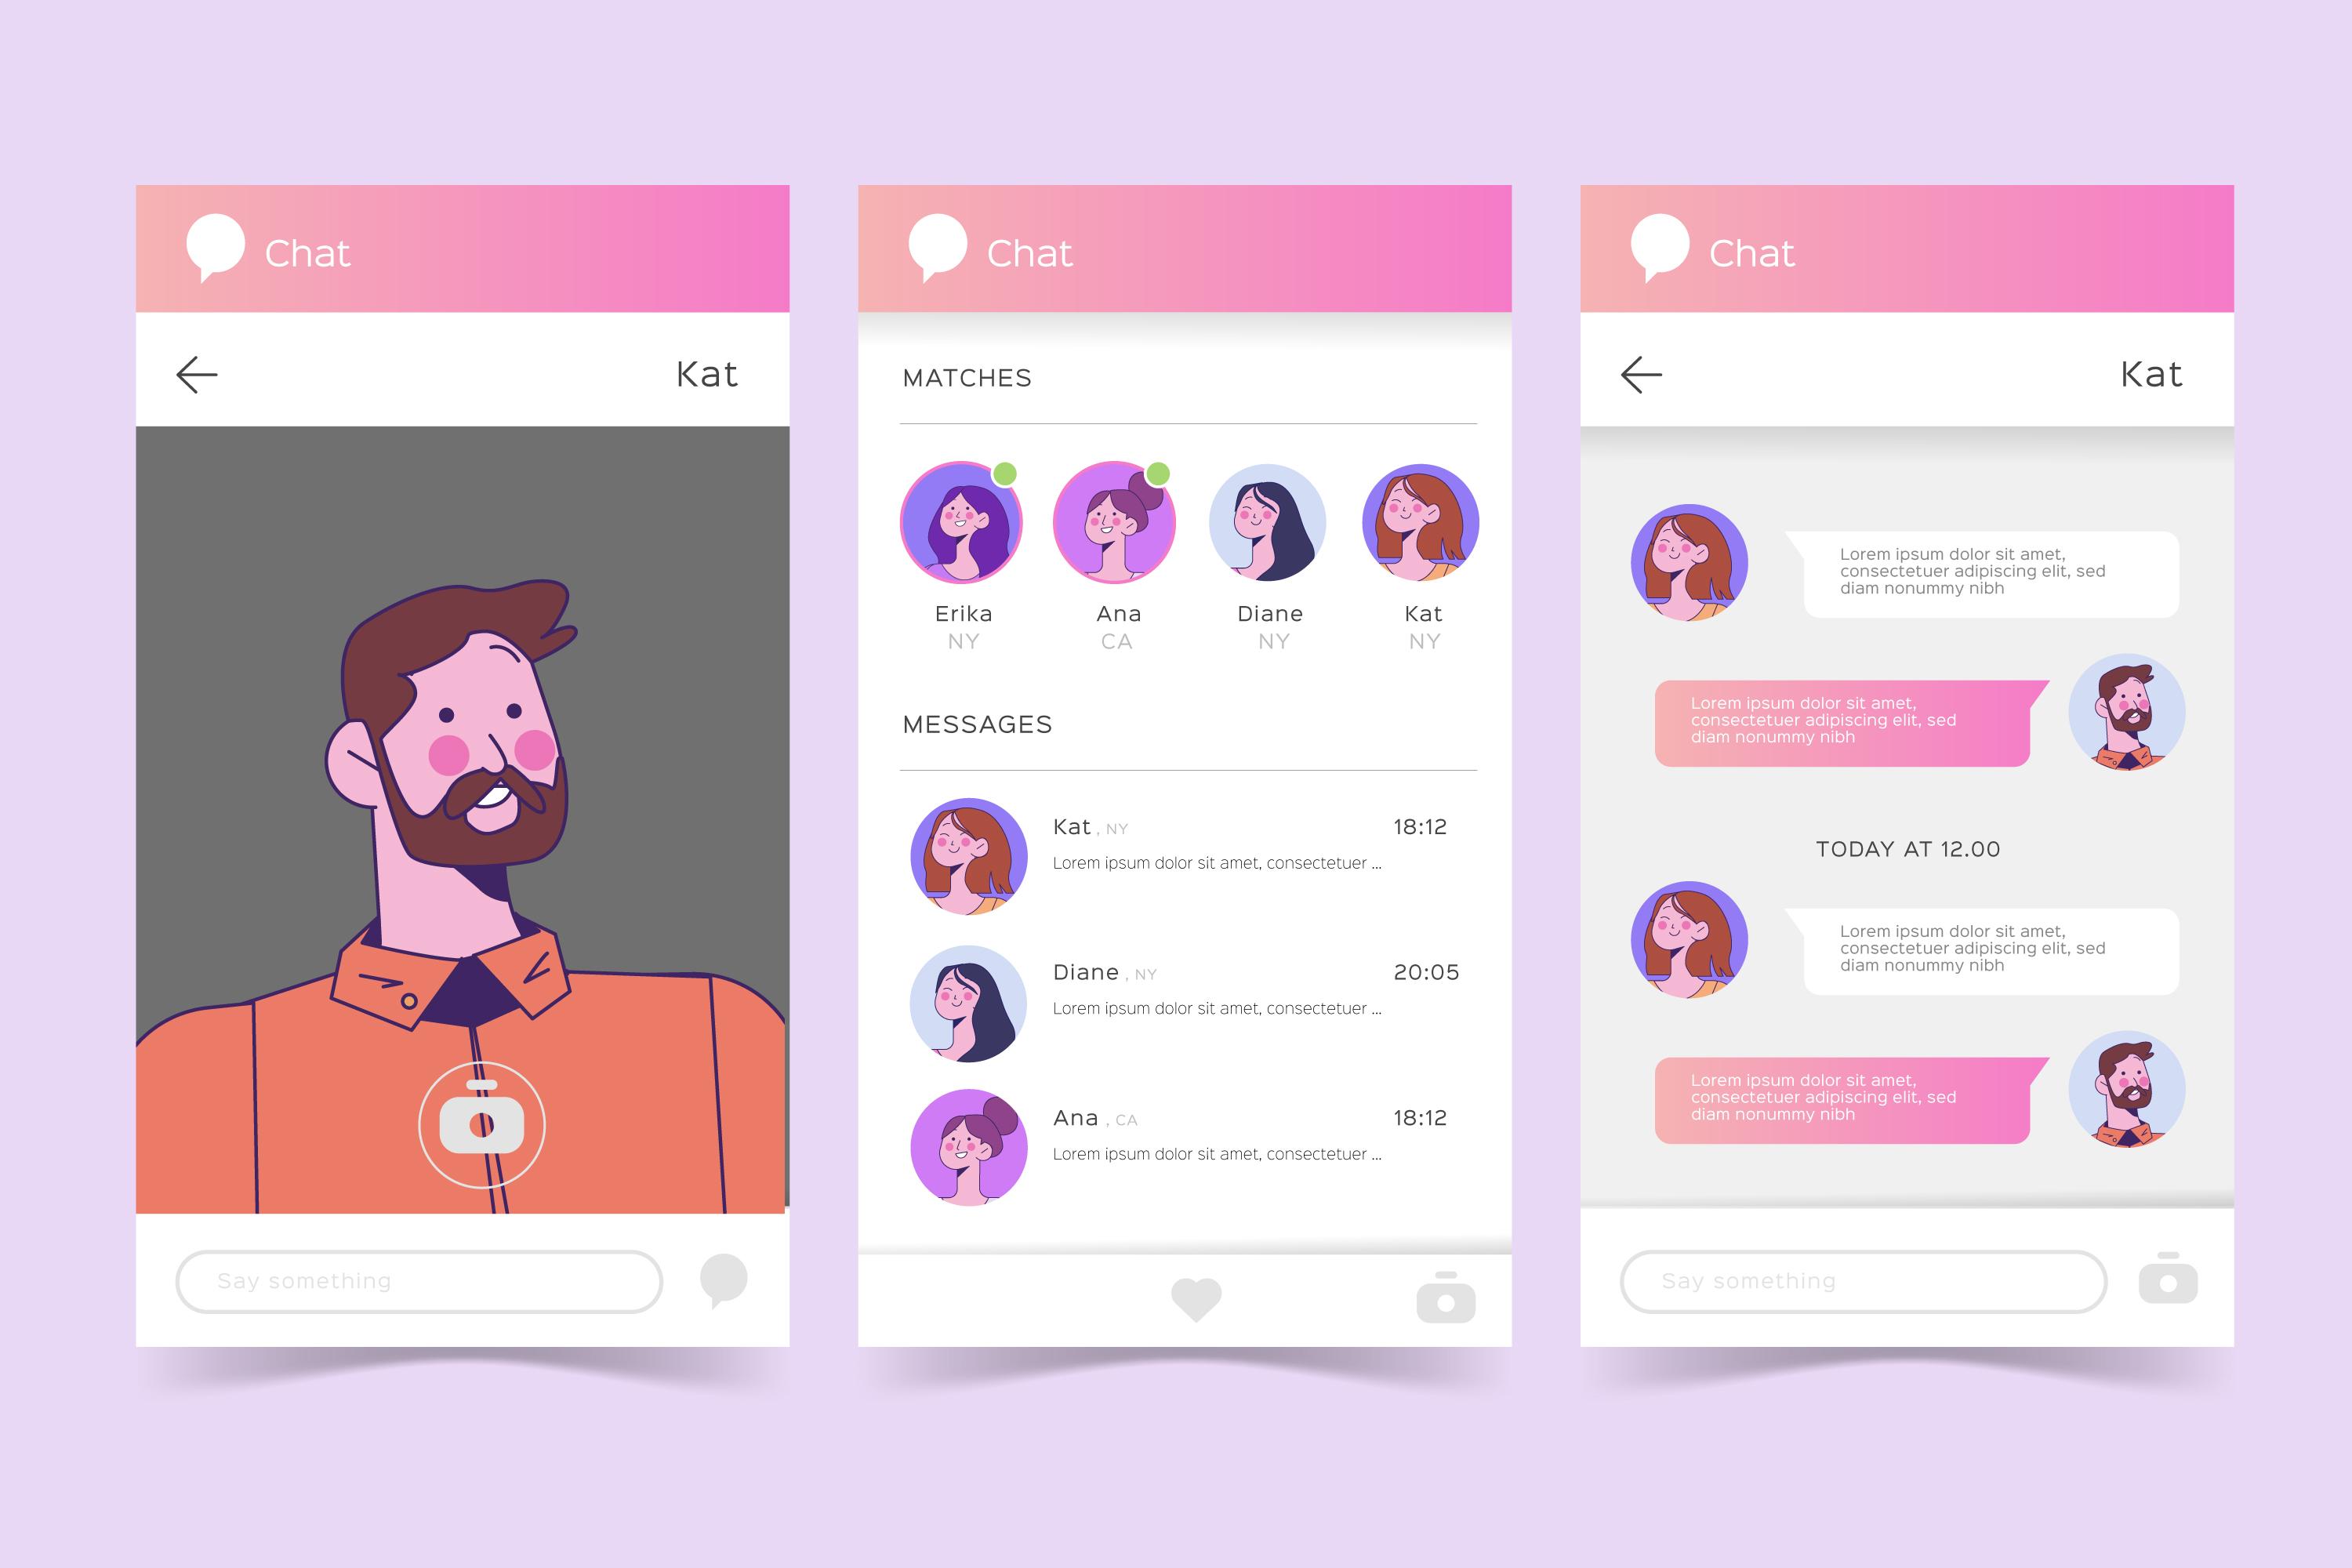 Chat
Kat
Say something
Chat
MATCHES
Erika
NY
Ana
CA
Diane
NY
Kat
NY
MESSAGES
Kat , NY 18:12
Lorem ipsum dolor sit amet, consectetuer ...
Diane , NY 20:05
Lorem ipsum dolor sit amet, consectetuer ...
Ana , CA 18:12
Lorem ipsum dolor sit amet, consectetuer ...
Chat
Kat
Lorem ipsum dolor sit amet,
consectetuer adipiscing elit, sed
diam nonummy nibh
Lorem ipsum dolor sit amet,
consectetuer adipiscing elit, sed
diam nonummy nibh
TODAY AT 12.00
Lorem ipsum dolor sit amet,
consectetuer adipiscing elit, sed
diam nonummy nibh
Lorem ipsum dolor sit amet,
consectetuer adipiscing elit, sed
diam nonummy nibh
Say something